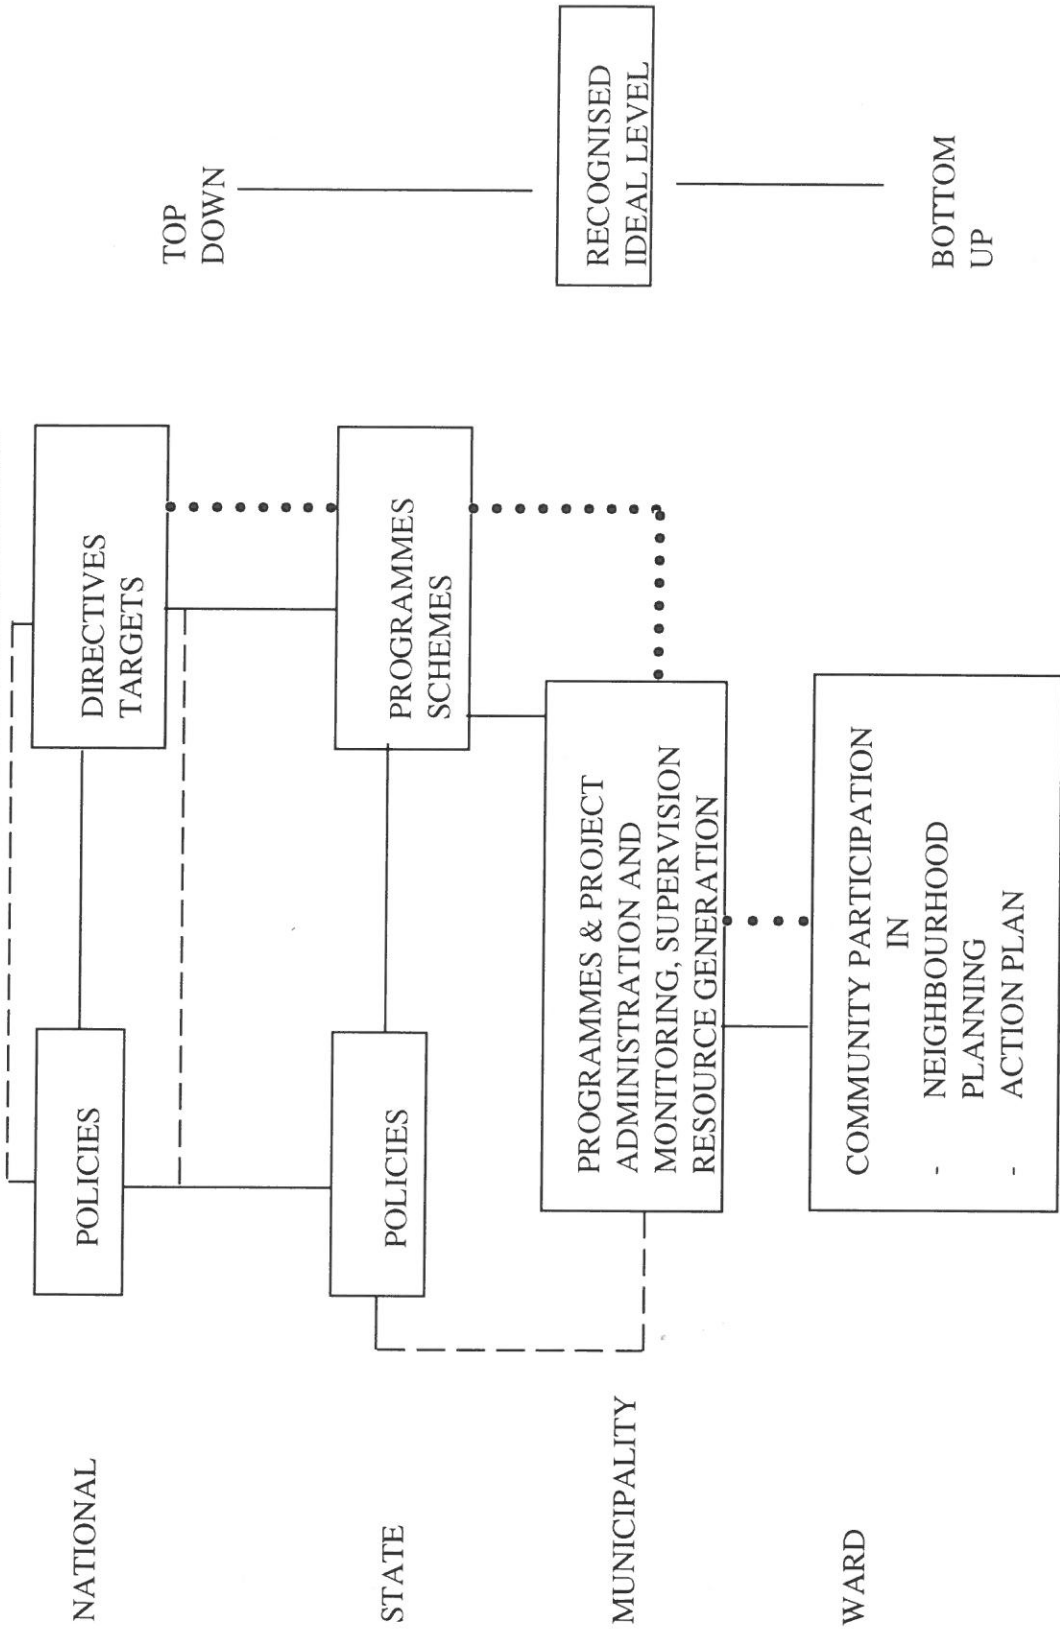 NATIONAL
POLICIES
DIRECTIVES
TARGETS
TOP
DOWN
STATE
POLICIES
PROGRAMMES
SCHEMES
MUNICIPALITY
PROGRAMMES & PROJECT
ADMINISTRATION AND
MONITORING, SUPERVISION
RESOURCE GENERATION
RECOGNISED
IDEAL LEVEL
WARD
COMMUNITY PARTICIPATION
IN
- NEIGHBOURHOOD
PLANNING
- ACTION PLAN
BOTTOM
UP